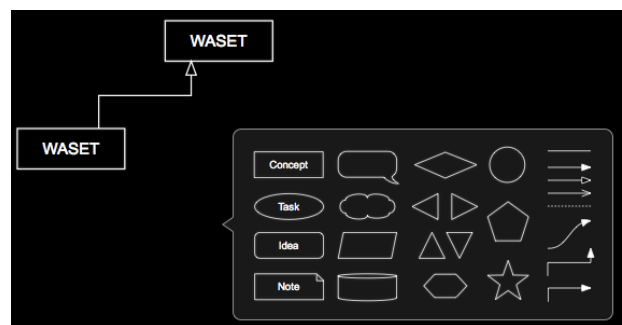 WASET
WASET
Concept
Task
Idea
Note